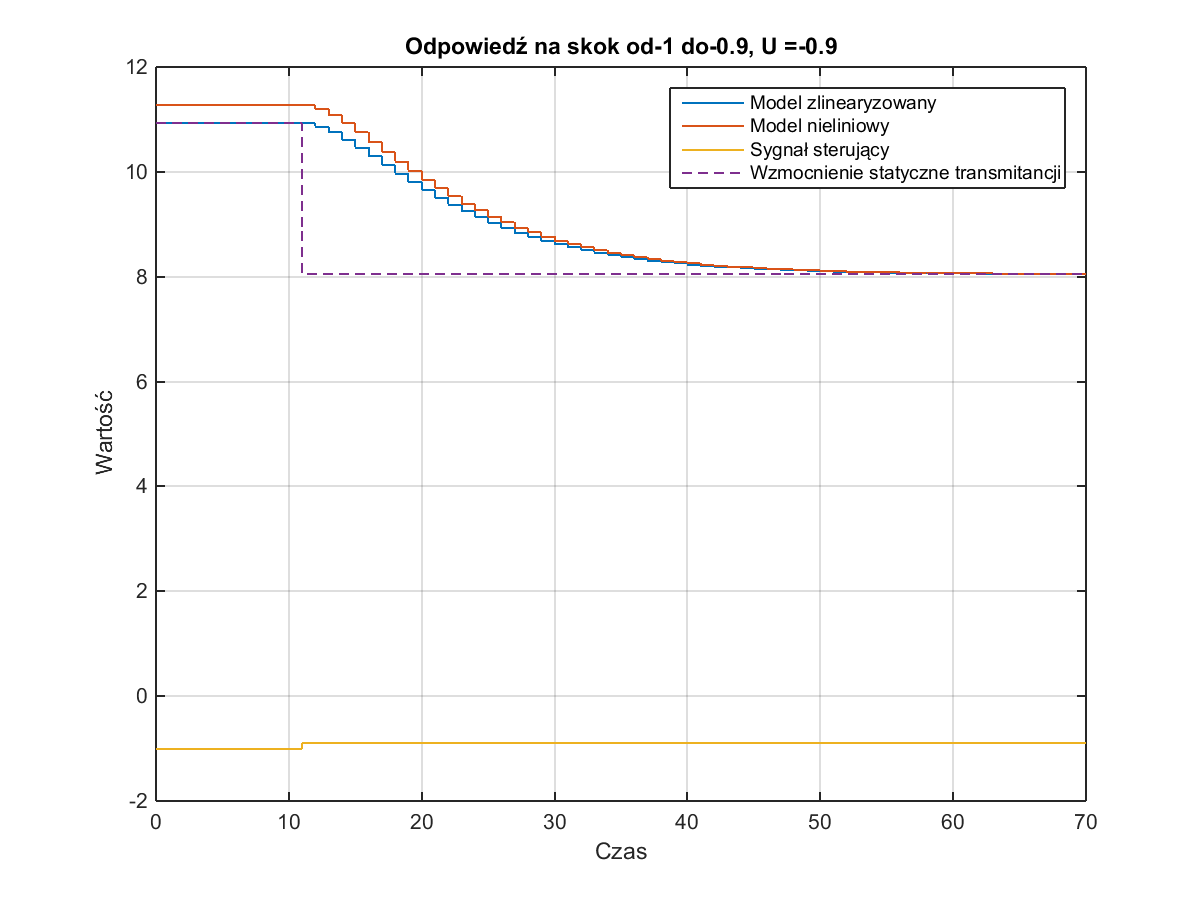 Odpowiedź na skok od-1 do-0.9, U =-0.9
12
10
8
6
4
2
0
-2
Wartość
Model zlinearyzowany
Model nieliniowy
Sygnał sterujący
Wzmocnienie statyczne transmitancji
0 10 20 30 40 50 60 70
Czas